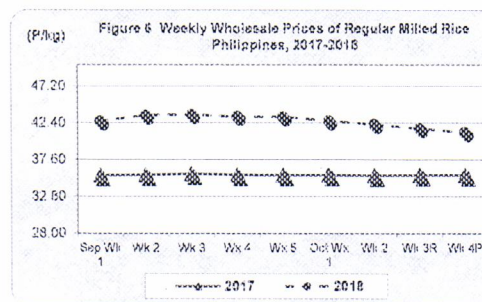 (P/kg)
Figure 6 Weekly Wholesale Prices of Regular Milled Rice
Philippines, 2017-2018
47.20
42.40
37.60
32.80
28.00
Sep Wk 1
Wk 2
Wk 3
Wk 4
Wk 5
Oct Wk 1
Wk 2
Wk 3R
Wk 4P
2017
2018